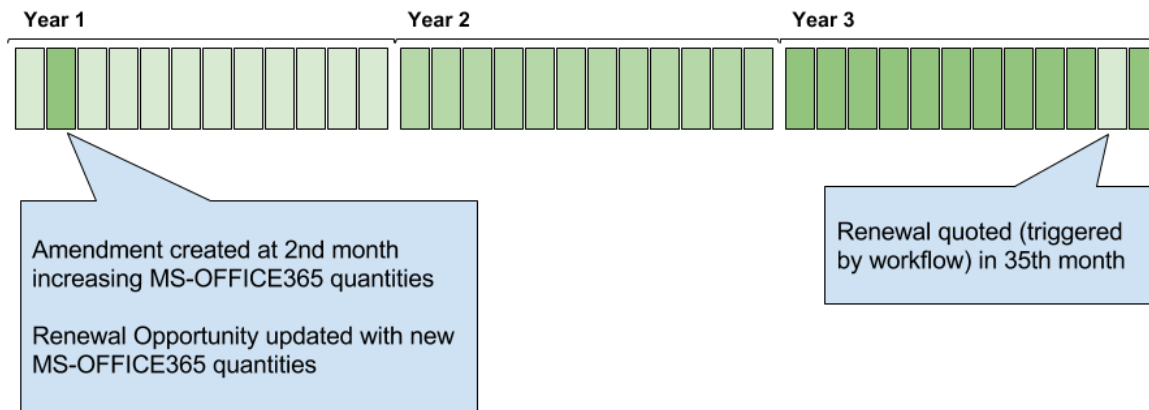 Year 1
Year 2
Year 3
Amendment created at 2nd month
increasing MS-OFFICE365 quantities
Renewal Opportunity updated with new
MS-OFFICE365 quantities
Renewal quoted (triggered
by workflow) in 35th month